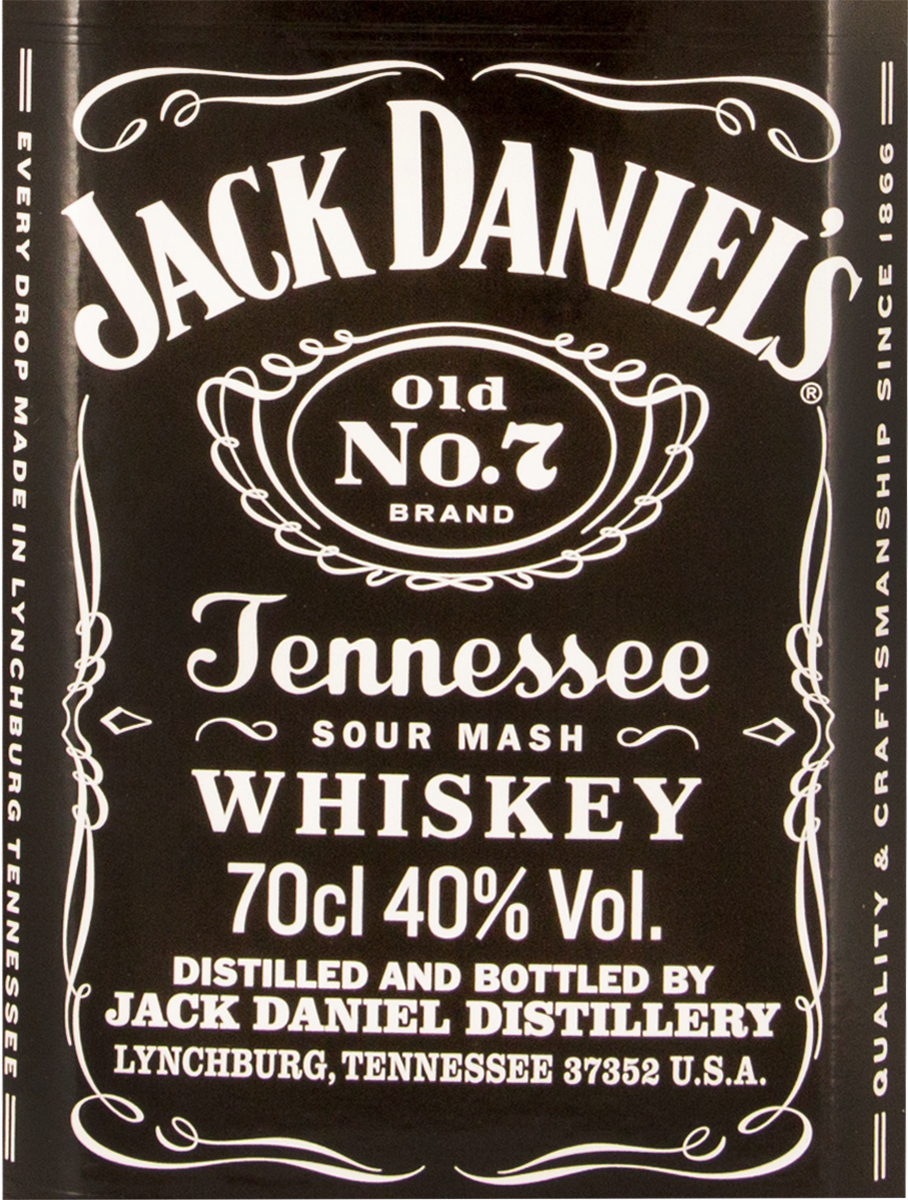 JACK DANIEL'S
®
Old
No.7
BRAND
Tennessee
SOUR MASH
WHISKEY
70cl 40% Vol.
DISTILLED AND BOTTLED BY
JACK DANIEL DISTILLERY
LYNCHBURG, TENNESSEE 37352 U.S.A.
EVERY DROP MADE IN LYNCHBURG TENNESSEE
QUALITY & CRAFTSMANSHIP SINCE 1866